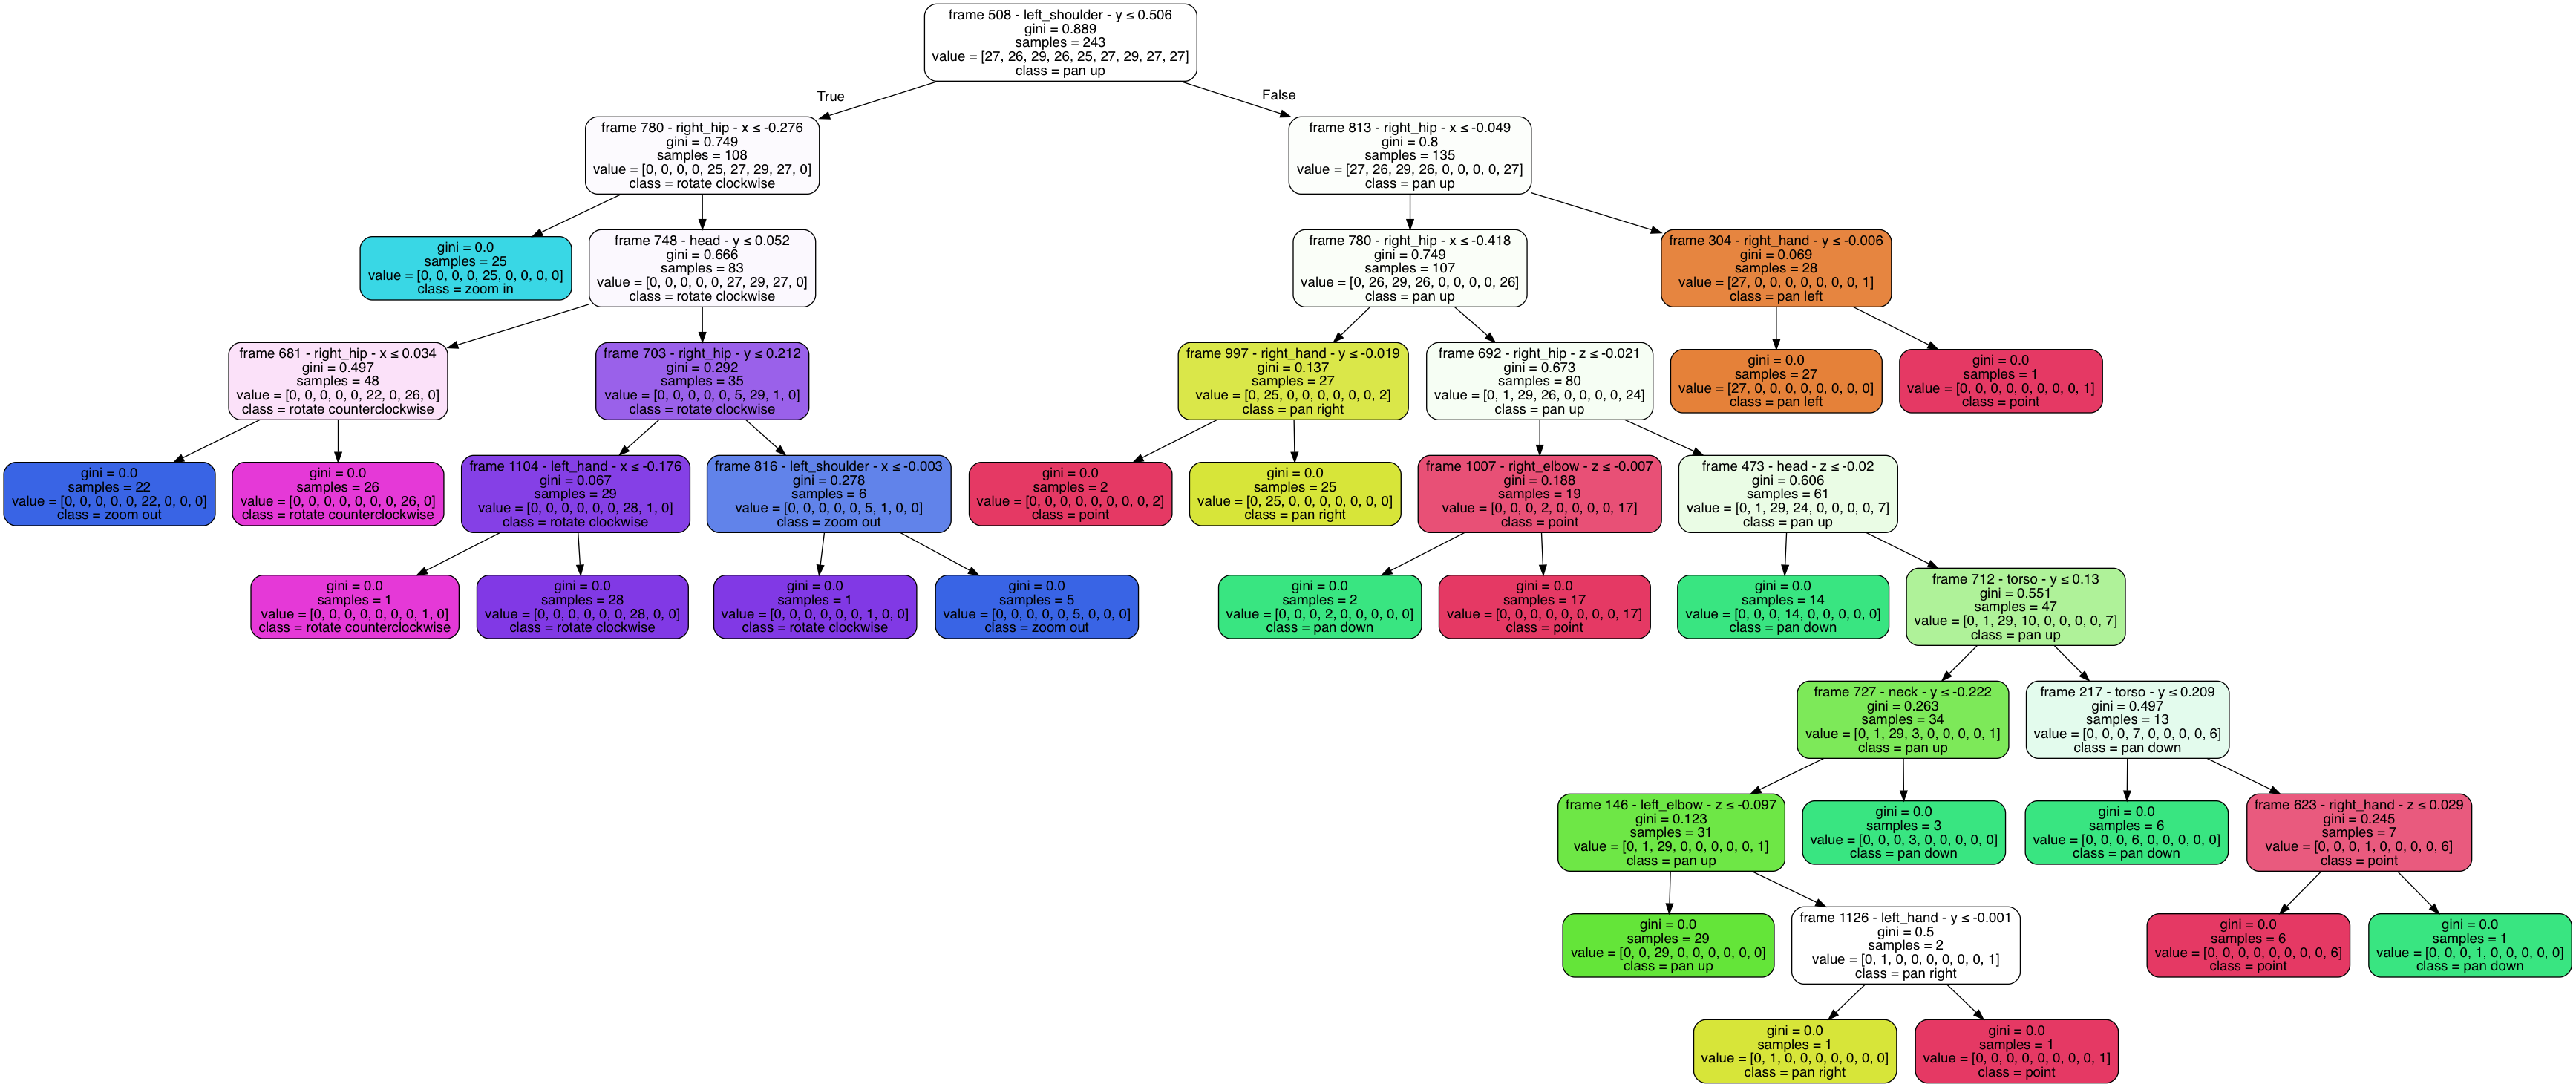 frame 508 - left_shoulder - y ≤ 0.506
gini = 0.889
samples = 243
value = [27, 26, 29, 26, 25, 27, 29, 27, 27]
class = pan up
True
False
frame 780 - right_hip - x ≤ -0.276
gini = 0.749
samples = 108
value = [0, 0, 0, 0, 25, 27, 29, 27, 0]
class = rotate clockwise
frame 813 - right_hip - x ≤ -0.049
gini = 0.8
samples = 135
value = [27, 26, 29, 26, 0, 0, 0, 0, 27]
class = pan up
gini = 0.0
samples = 25
value = [0, 0, 0, 0, 25, 0, 0, 0, 0]
class = zoom in
frame 748 - head - y ≤ 0.052
gini = 0.666
samples = 83
value = [0, 0, 0, 0, 0, 27, 29, 27, 0]
class = rotate clockwise
frame 780 - right_hip - x ≤ -0.418
gini = 0.749
samples = 107
value = [0, 26, 29, 26, 0, 0, 0, 0, 26]
class = pan up
frame 304 - right_hand - y ≤ -0.006
gini = 0.069
samples = 28
value = [27, 0, 0, 0, 0, 0, 0, 0, 1]
class = pan left
frame 681 - right_hip - x ≤ 0.034
gini = 0.497
samples = 48
value = [0, 0, 0, 0, 0, 22, 0, 26, 0]
class = rotate counterclockwise
frame 703 - right_hip - y ≤ 0.212
gini = 0.292
samples = 35
value = [0, 0, 0, 0, 0, 5, 29, 1, 0]
class = rotate clockwise
frame 997 - right_hand - y ≤ -0.019
gini = 0.137
samples = 27
value = [0, 25, 0, 0, 0, 0, 0, 0, 2]
class = pan right
frame 692 - right_hip - z ≤ -0.021
gini = 0.673
samples = 80
value = [0, 1, 29, 26, 0, 0, 0, 0, 24]
class = pan up
gini = 0.0
samples = 27
value = [27, 0, 0, 0, 0, 0, 0, 0, 0]
class = pan left
gini = 0.0
samples = 1
value = [0, 0, 0, 0, 0, 0, 0, 0, 1]
class = point
gini = 0.0
samples = 22
value = [0, 0, 0, 0, 0, 22, 0, 0, 0]
class = zoom out
gini = 0.0
samples = 26
value = [0, 0, 0, 0, 0, 0, 0, 26, 0]
class = rotate counterclockwise
frame 1104 - left_hand - x ≤ -0.176
gini = 0.067
samples = 29
value = [0, 0, 0, 0, 0, 0, 28, 1, 0]
class = rotate clockwise
frame 816 - left_shoulder - x ≤ -0.003
gini = 0.278
samples = 6
value = [0, 0, 0, 0, 0, 5, 1, 0, 0]
class = zoom out
gini = 0.0
samples = 2
value = [0, 0, 0, 0, 0, 0, 0, 0, 2]
class = point
gini = 0.0
samples = 25
value = [0, 25, 0, 0, 0, 0, 0, 0, 0]
class = pan right
frame 1007 - right_elbow - z ≤ -0.007
gini = 0.188
samples = 19
value = [0, 0, 0, 2, 0, 0, 0, 0, 17]
class = point
frame 473 - head - z ≤ -0.02
gini = 0.606
samples = 61
value = [0, 1, 29, 24, 0, 0, 0, 0, 7]
class = pan up
gini = 0.0
samples = 1
value = [0, 0, 0, 0, 0, 0, 0, 1, 0]
class = rotate counterclockwise
gini = 0.0
samples = 28
value = [0, 0, 0, 0, 0, 0, 28, 0, 0]
class = rotate clockwise
gini = 0.0
samples = 1
value = [0, 0, 0, 0, 0, 0, 1, 0, 0]
class = rotate clockwise
gini = 0.0
samples = 5
value = [0, 0, 0, 0, 0, 5, 0, 0, 0]
class = zoom out
gini = 0.0
samples = 2
value = [0, 0, 0, 2, 0, 0, 0, 0, 0]
class = pan down
gini = 0.0
samples = 17
value = [0, 0, 0, 0, 0, 0, 0, 0, 17]
class = point
gini = 0.0
samples = 14
value = [0, 0, 0, 14, 0, 0, 0, 0, 0]
class = pan down
frame 712 - torso - y ≤ 0.13
gini = 0.551
samples = 47
value = [0, 1, 29, 10, 0, 0, 0, 0, 7]
class = pan up
frame 727 - neck - y ≤ -0.222
gini = 0.263
samples = 34
value = [0, 1, 29, 3, 0, 0, 0, 0, 1]
class = pan up
frame 217 - torso - y ≤ 0.209
gini = 0.497
samples = 13
value = [0, 0, 0, 7, 0, 0, 0, 0, 6]
class = pan down
frame 146 - left_elbow - z ≤ -0.097
gini = 0.123
samples = 31
value = [0, 1, 29, 0, 0, 0, 0, 0, 1]
class = pan up
gini = 0.0
samples = 3
value = [0, 0, 0, 3, 0, 0, 0, 0, 0]
class = pan down
gini = 0.0
samples = 6
value = [0, 0, 0, 6, 0, 0, 0, 0, 0]
class = pan down
frame 623 - right_hand - z ≤ 0.029
gini = 0.245
samples = 7
value = [0, 0, 0, 1, 0, 0, 0, 0, 6]
class = point
gini = 0.0
samples = 29
value = [0, 0, 29, 0, 0, 0, 0, 0, 0]
class = pan up
frame 1126 - left_hand - y ≤ -0.001
gini = 0.5
samples = 2
value = [0, 1, 0, 0, 0, 0, 0, 0, 1]
class = pan right
gini = 0.0
samples = 6
value = [0, 0, 0, 0, 0, 0, 0, 0, 6]
class = point
gini = 0.0
samples = 1
value = [0, 0, 0, 1, 0, 0, 0, 0, 0]
class = pan down
gini = 0.0
samples = 1
value = [0, 1, 0, 0, 0, 0, 0, 0, 0]
class = pan right
gini = 0.0
samples = 1
value = [0, 0, 0, 0, 0, 0, 0, 0, 1]
class = point